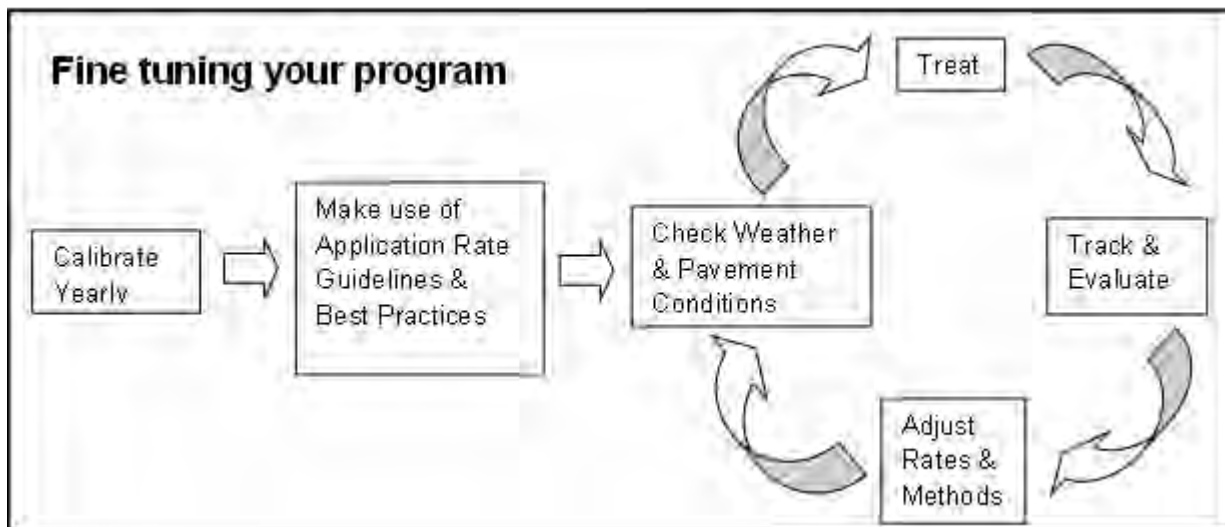 Fine tuning your program
Calibrate
Yearly
Make use of
Application Rate
Guidelines &
Best Practices
Check Weather
& Pavement
Conditions
Treat
Track &
Evaluate
Adjust
Rates &
Methods